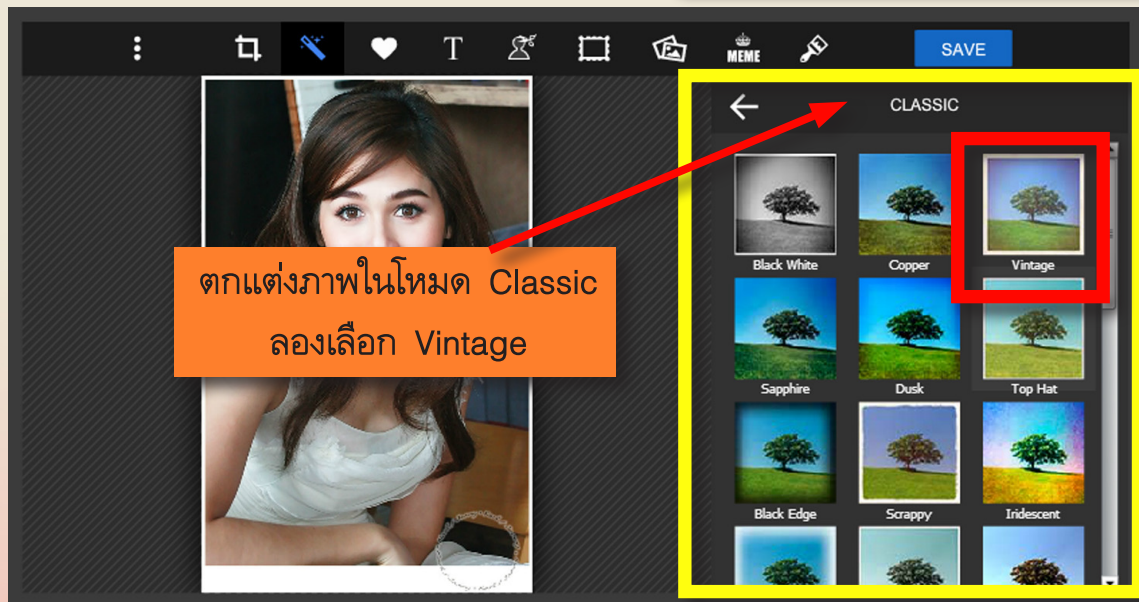 MEME
T
SAVE
CLASSIC
Black White
Copper
Vintage
ตกแต่งภาพในโหมด Classic
ลองเลือก Vintage
Sapphire
Dusk
Top Hat
Black Edge
Scrappy
Iridescent